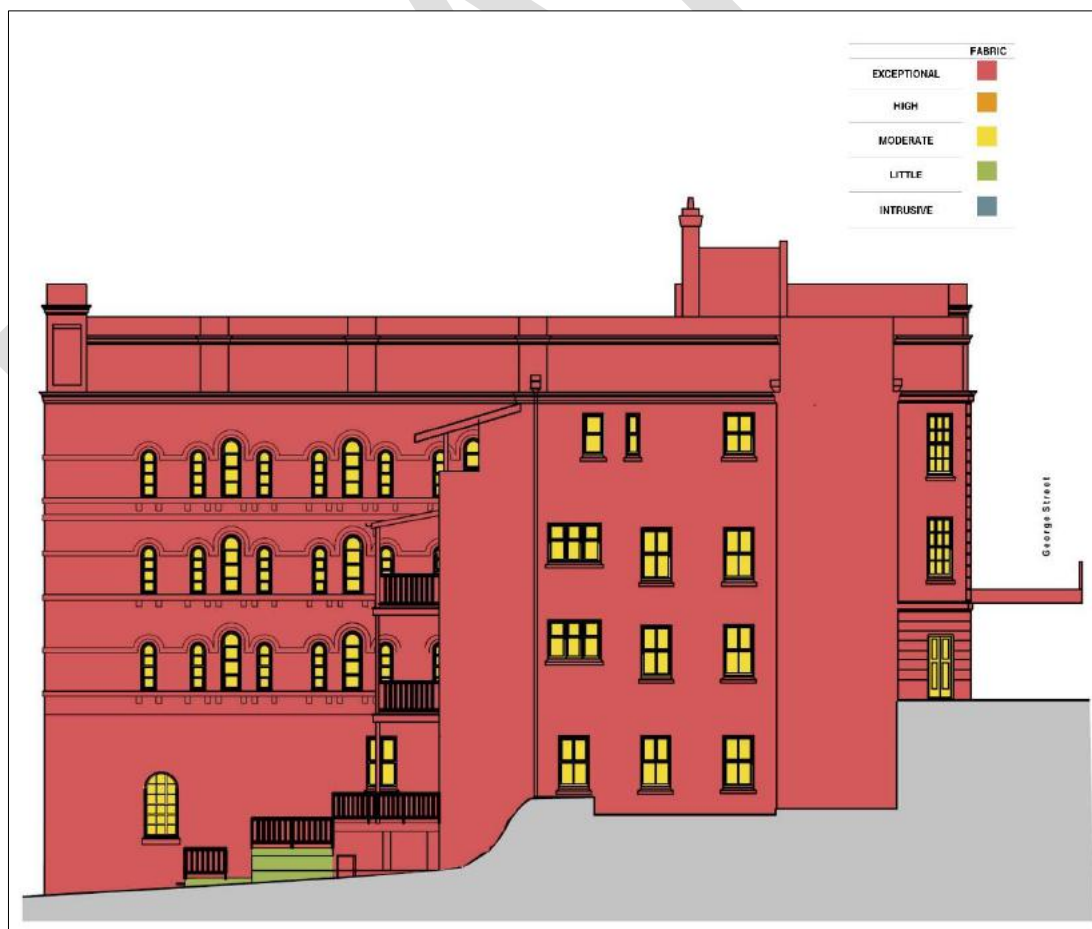 FABRIC
EXCEPTIONAL
HIGH
MODERATE
LITTLE
INTRUSIVE
George Street